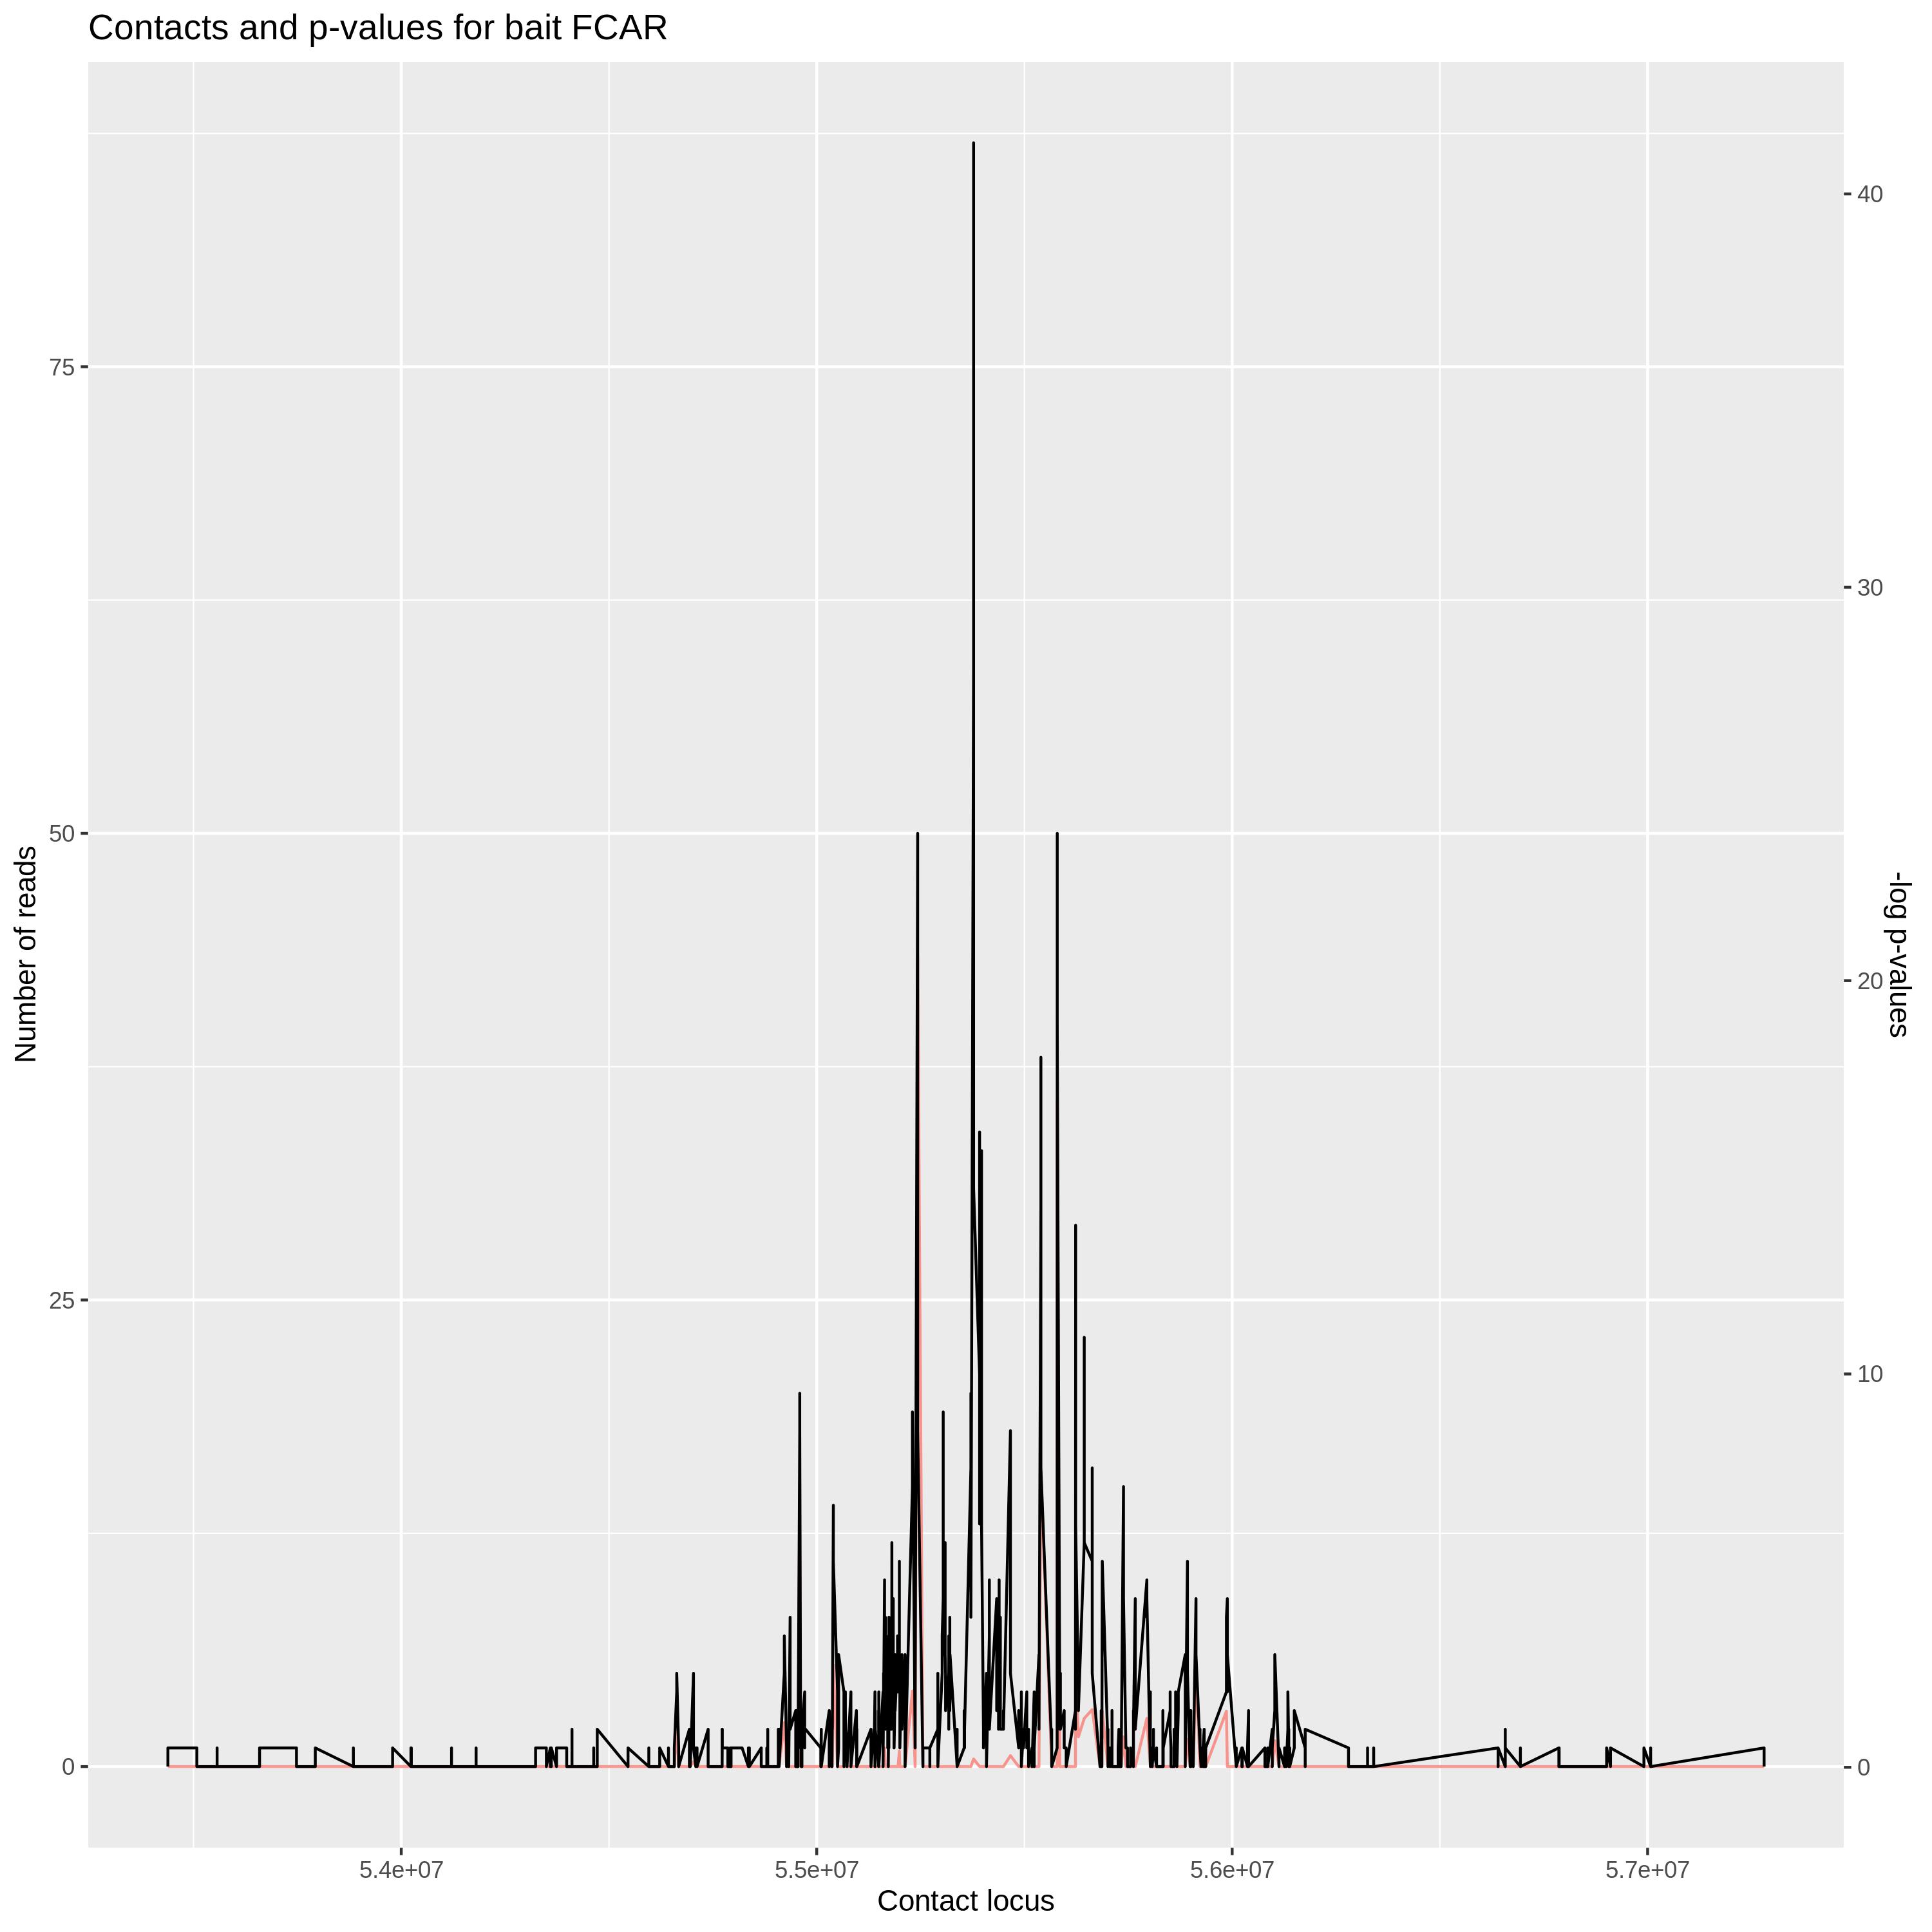 Contacts and p-values for bait FCAR
Number of reads
75
50
25
0
40
30
20
10
0
-log p-values
5.4e+07
5.5e+07
5.6e+07
5.7e+07
Contact locus